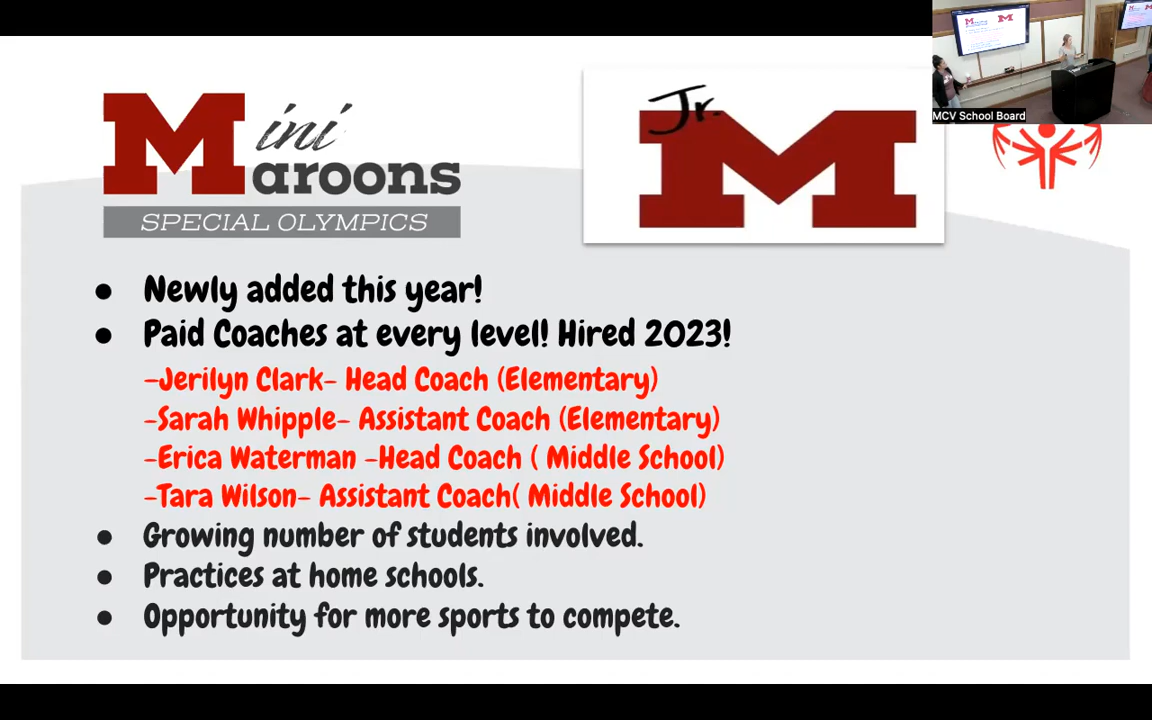 Mini
Maroons
SPECIAL OLYMPICS
Jr.
M
MCV School Board
● Newly added this year!
● Paid Coaches at every level! Hired 2023!
-Jerilyn Clark- Head Coach (Elementary)
-Sarah Whipple- Assistant Coach (Elementary)
-Erica Waterman -Head Coach ( Middle School)
-Tara Wilson- Assistant Coach( Middle School)
● Growing number of students involved.
● Practices at home schools.
● Opportunity for more sports to compete.